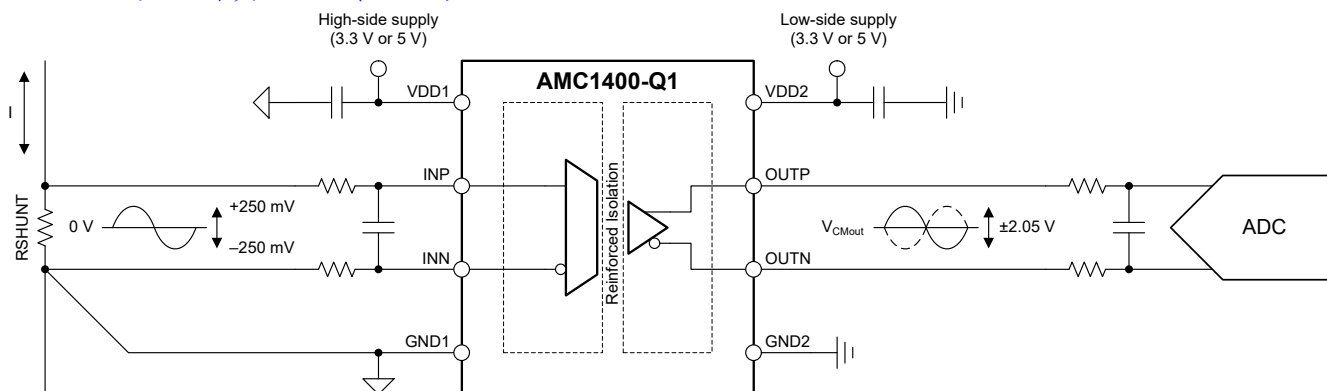 High-side supply
(3.3 V or 5 V)
Low-side supply
(3.3 V or 5 V)
AMC1400-Q1
VDD1
VDD2
I
INP
OUTP
RSHUNT
0 V
+250 mV
–250 mV
Reinforced Isolation
VCMout
±2.05 V
ADC
INN
OUTN
GND1
GND2